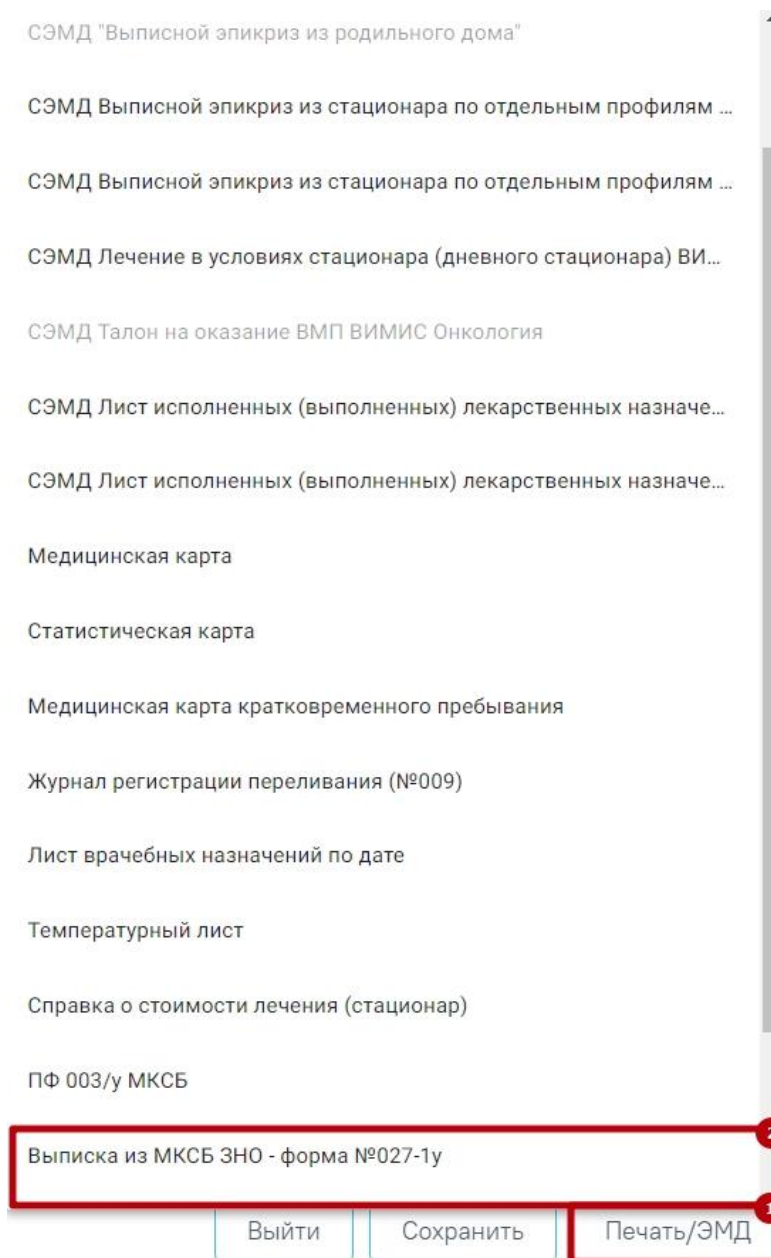 СЭМД "Выписной эпикриз из родильного дома"
СЭМД Выписной эпикриз из стационара по отдельным профилям ...
СЭМД Выписной эпикриз из стационара по отдельным профилям ...
СЭМД Лечение в условиях стационара (дневного стационара) ВИ...
СЭМД Талон на оказание ВМП ВИМИС Онкология
СЭМД Лист исполненных (выполненных) лекарственных назначе...
СЭМД Лист исполненных (выполненных) лекарственных назначе...
Медицинская карта
Статистическая карта
Медицинская карта кратковременного пребывания
Журнал регистрации переливания (№009)
Лист врачебных назначений по дате
Температурный лист
Справка о стоимости лечения (стационар)
ПФ 003/у МКСБ
2
Выписка из МКСБ ЗНО - форма №027-1у
1
Выйти Сохранить Печать/ЭМД